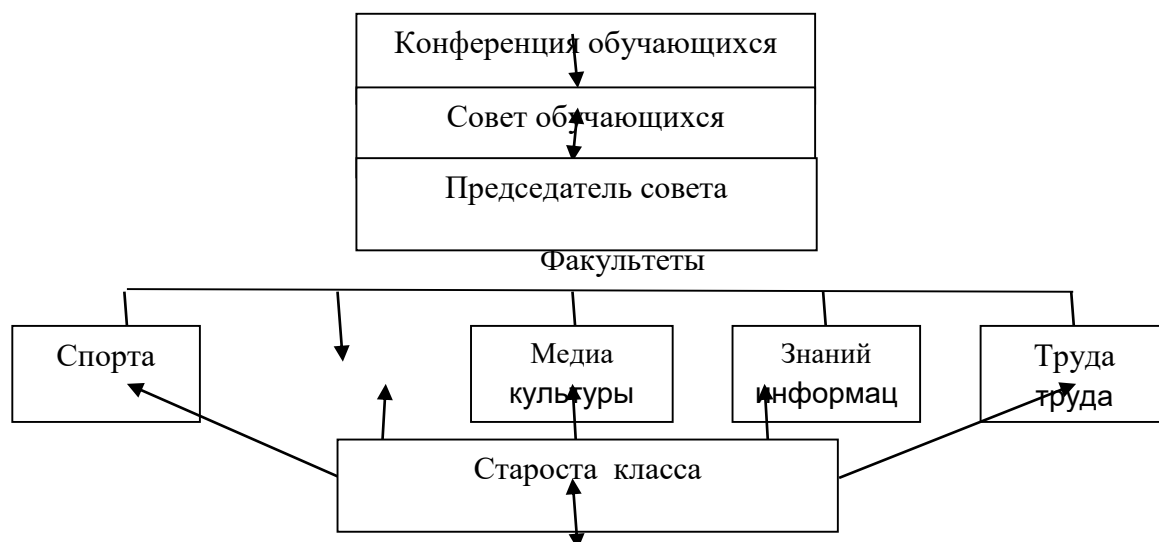 Конференция обучающихся
Совет обучающихся
Председатель совета
Факультеты
Спорта
Медиа
культуры
Знаний
информац
Труда
труда
Староста класса